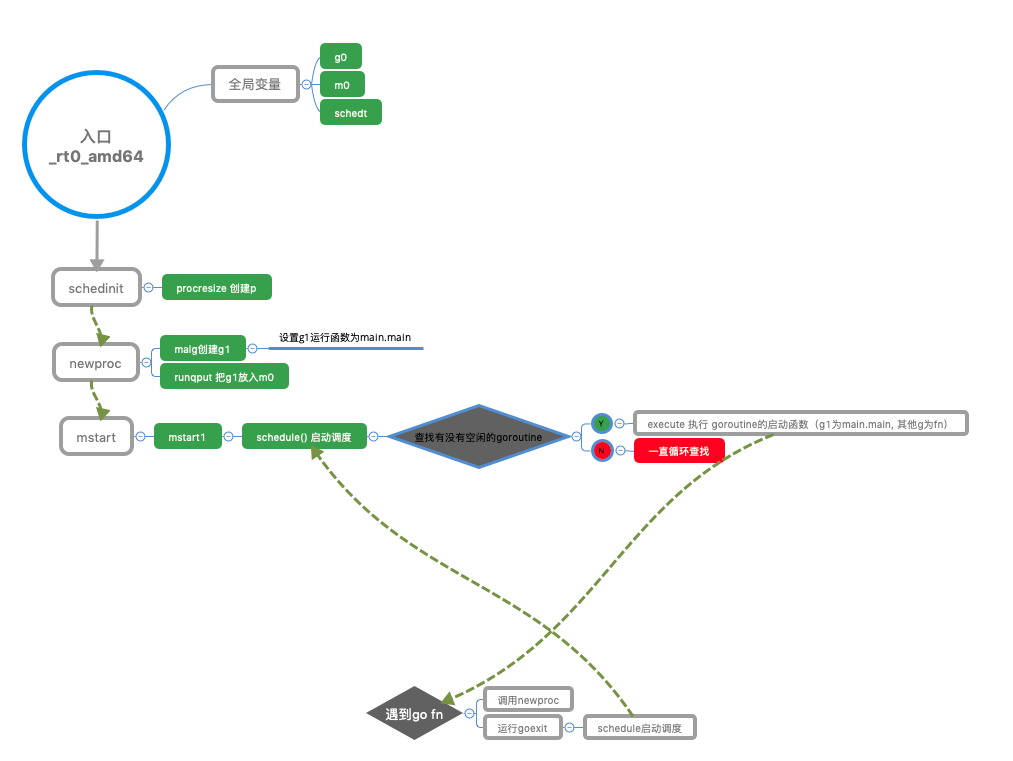 全局变量
g0
m0
schedt
入口
_rt0_amd64
schedinit
procresize 创建p
newproc
malg创建g1
设置g1运行函数为main.main
runqput 把g1放入m0
mstart
mstart1
schedule() 启动调度
查找有没有空闲的goroutine
Y
execute 执行 goroutine的启动函数（g1为main.main, 其他g为fn）
N
一直循环查找
遇到go fn
调用newproc
运行goexit
schedule启动调度